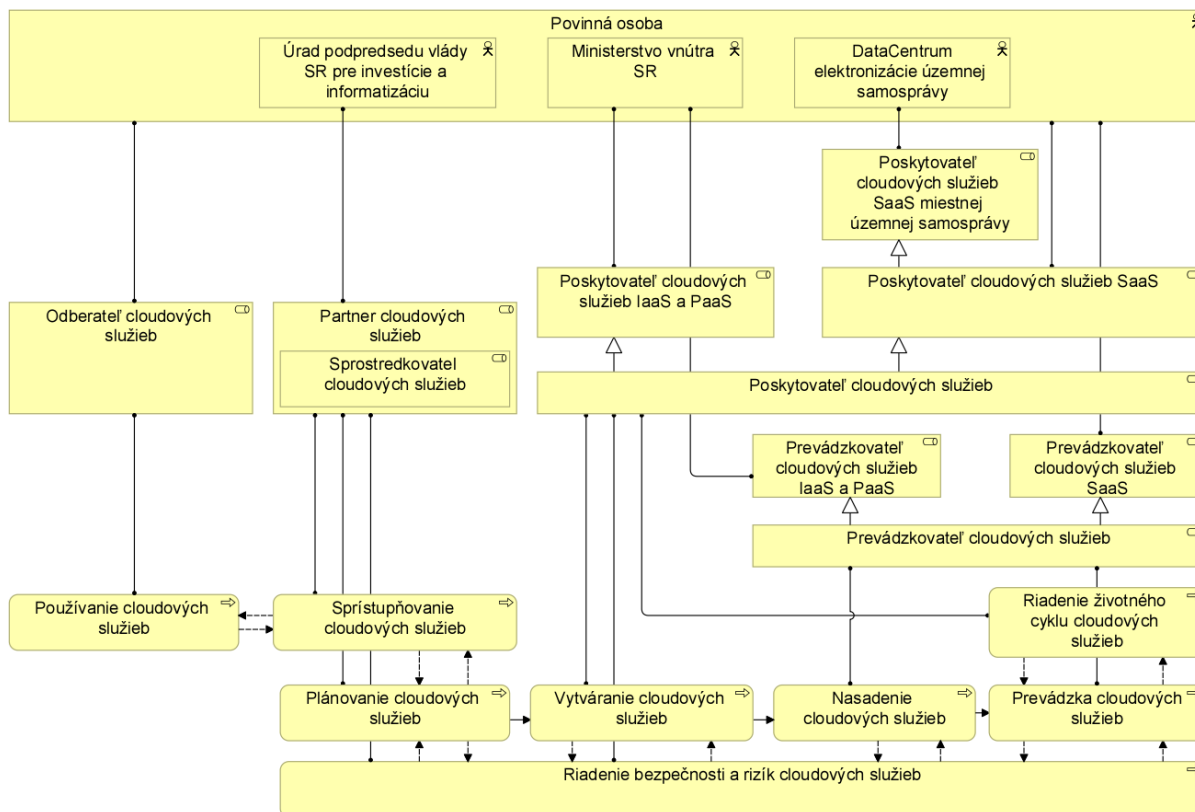 Povinná osoba
Úrad podpredsedu vlády
SR pre investície a
informatizáciu
Ministerstvo vnútra
SR
DataCentrum
elektronizácie územnej
samosprávy
Poskytovateľ
cloudových služieb
SaaS miestnej
územnej samosprávy
Poskytovateľ cloudových
služieb IaaS a PaaS
Poskytovateľ cloudových služieb SaaS
Odberateľ cloudových
služieb
Partner cloudových
služieb
Sprostredkovateľ
cloudových služieb
Poskytovateľ cloudových služieb
Prevádzkovateľ
cloudových služieb
IaaS a PaaS
Prevádzkovateľ
cloudových služieb
SaaS
Prevádzkovateľ cloudových služieb
Používanie cloudových
služieb
Sprístupňovanie
cloudových služieb
Riadenie životného
cyklu cloudových
služieb
Plánovanie cloudových
služieb
Vytváranie cloudových
služieb
Nasadenie
cloudových služieb
Prevádzka cloudových
služieb
Riadenie bezpečnosti a rizík cloudových služieb